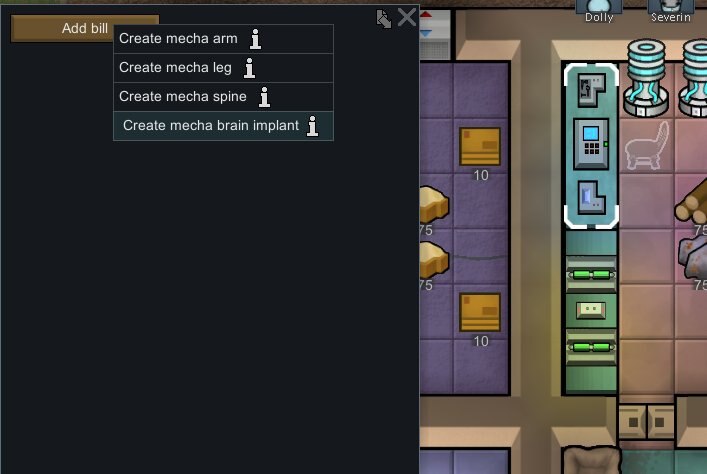 Dolly
Severin
Add bill
Create mecha arm
Create mecha leg
Create mecha spine
Create mecha brain implant
10
75
75
75
75
10